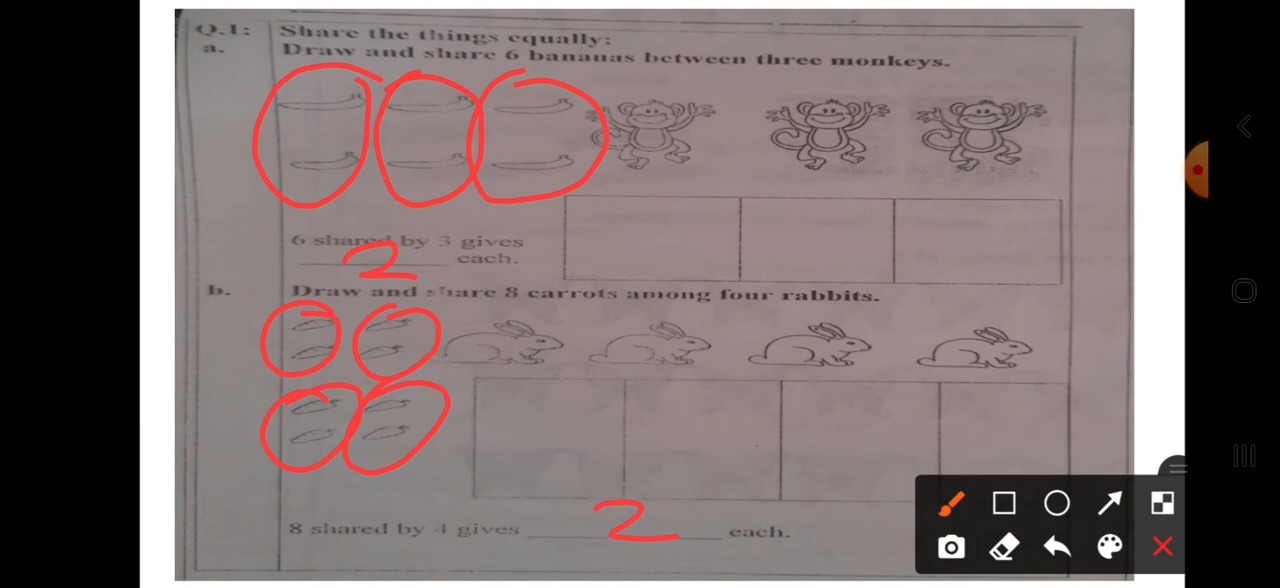 Q.1: Share the things equally:
a. Draw and share 6 bananas between three monkeys.
6 shared by 3 gives
2 each.
b. Draw and share 8 carrots among four rabbits.
8 shared by 4 gives 2 each.